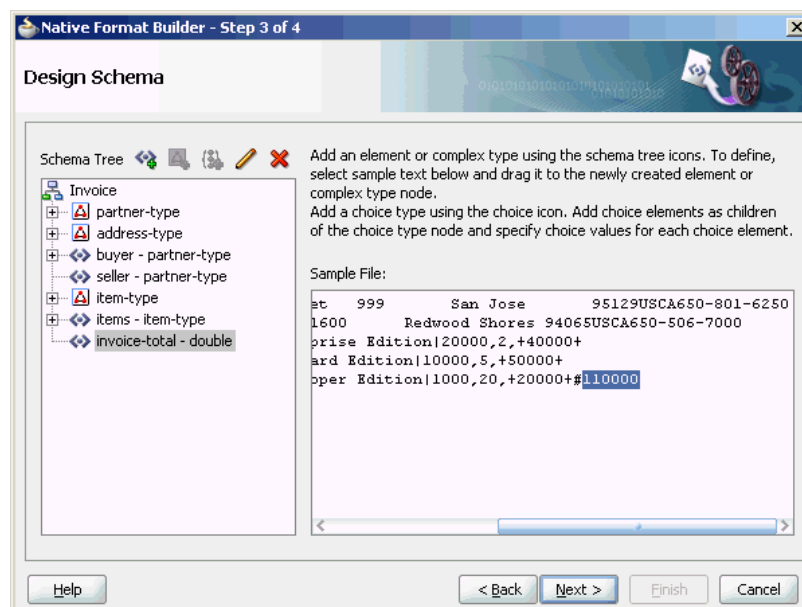 Native Format Builder - Step 3 of 4
Design Schema
Schema Tree
Invoice
partner-type
address-type
buyer - partner-type
seller - partner-type
item-type
items - item-type
invoice-total - double
Add an element or complex type using the schema tree icons. To define,
select sample text below and drag it to the newly created element or
complex type node.
Add a choice type using the choice icon. Add choice elements as children
of the choice type node and specify choice values for each choice element.
Sample File:
et 999 San Jose 95129USCA650-801-6250
1600 Redwood Shores 94065USCA650-506-7000
prise Edition|20000,2,+40000+
ard Edition|10000,5,+50000+
oper Edition|1000,20,+20000+#110000
Help
< Back
Next >
Finish
Cancel